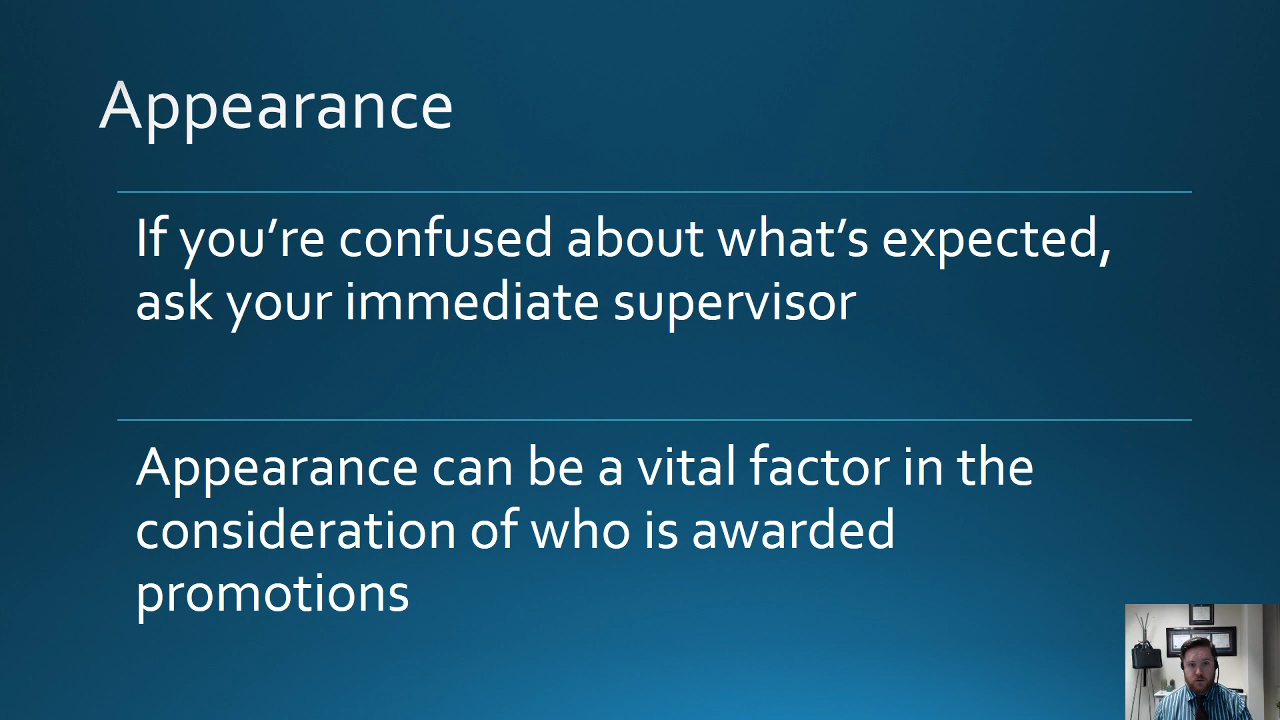 Appearance
If you’re confused about what’s expected,
ask your immediate supervisor
Appearance can be a vital factor in the
consideration of who is awarded
promotions